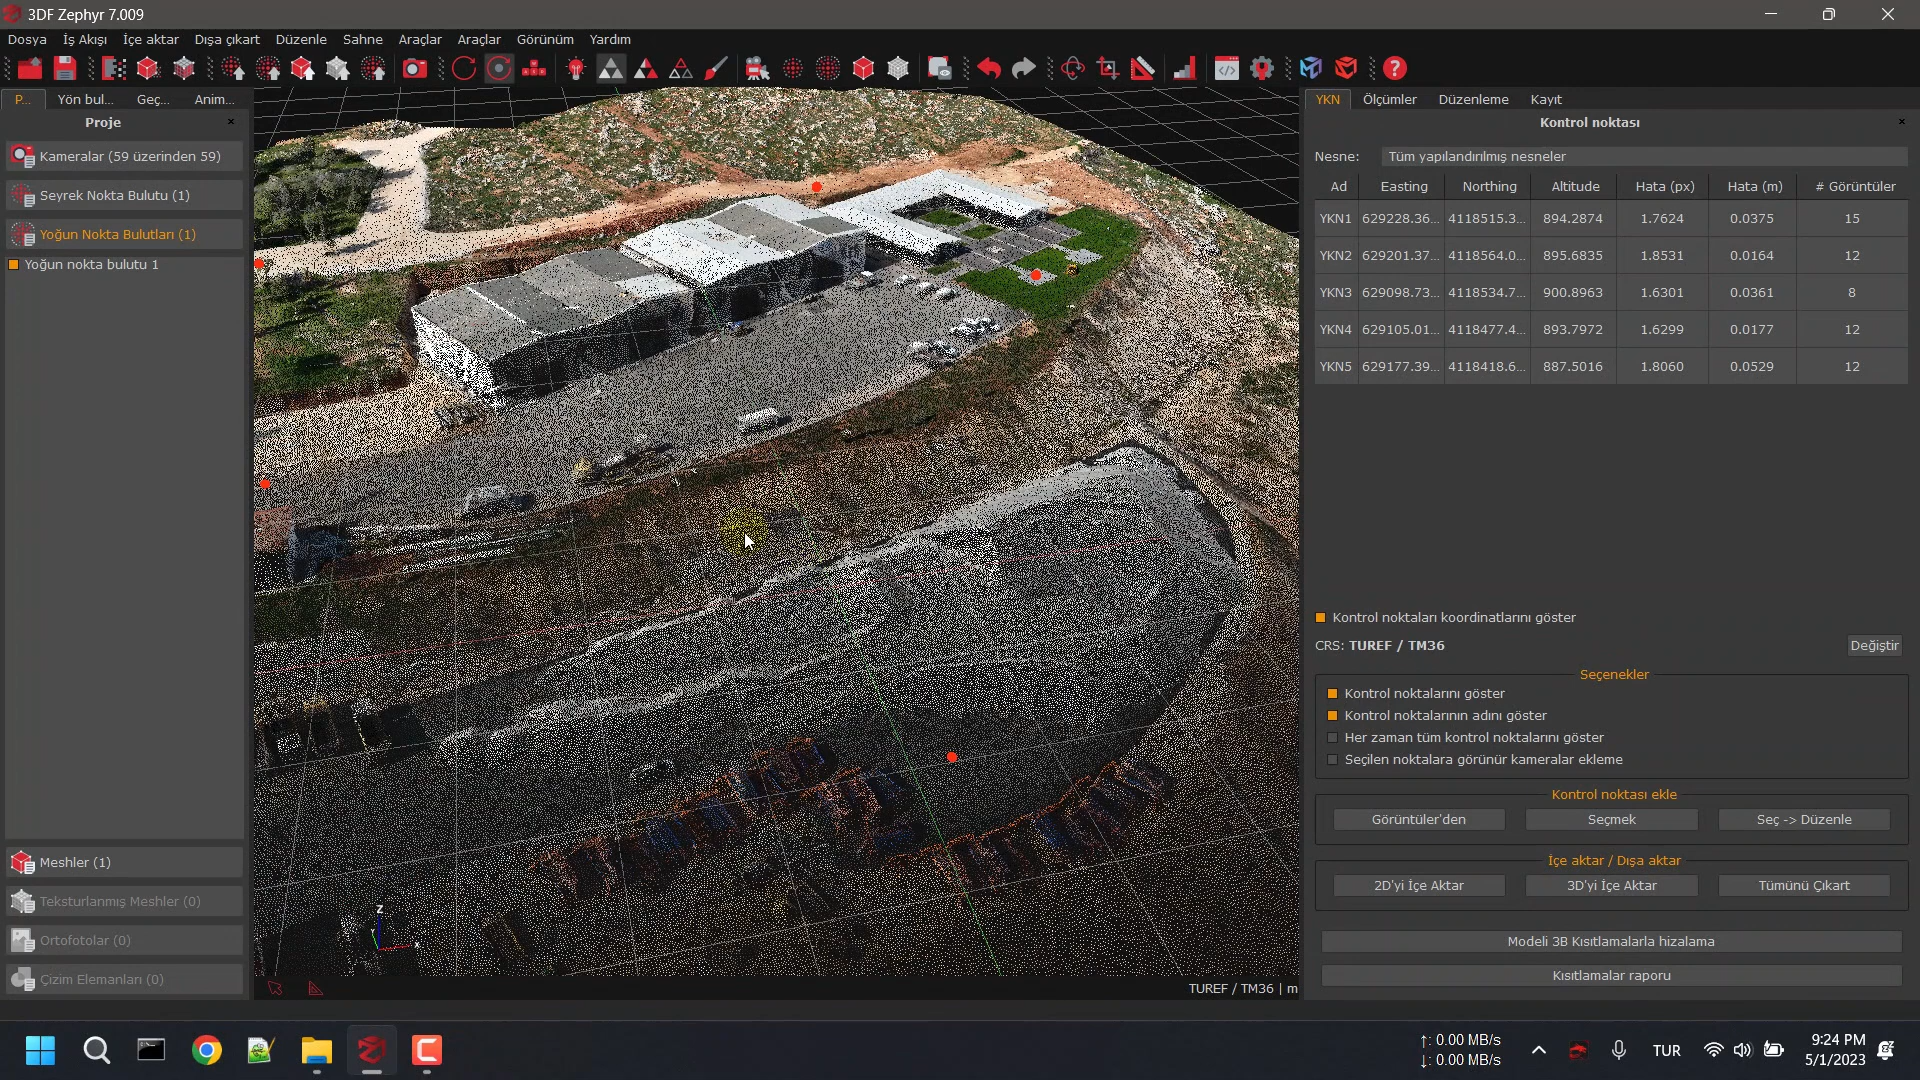 3DF Zephyr 7.009
Dosya İş Akışı İçe aktar Dışa çıkart Düzenle Sahne Araçlar Araçlar Görünüm Yardım
P... Yön bul... Geç... Anim...
Proje
Kameralar (59 üzerinden 59)
Seyrek Nokta Bulutu (1)
Yoğun Nokta Bulutları (1)
Yoğun nokta bulutu 1
Meshler (1)
Teksturlanmış Meshler (0)
Ortofotolar (0)
Çizim Elemanları (0)
Z
Y
X
TUREF / TM36 | m
YKN Ölçümler Düzenleme Kayıt
Kontrol noktası
Nesne: Tüm yapılandırılmış nesneler
Ad Easting Northing Altitude Hata (px) Hata (m) # Görüntüler
YKN1 629228.36... 4118515.3... 894.2874 1.7624 0.0375 15
YKN2 629201.37... 4118564.0... 895.6835 1.8531 0.0164 12
YKN3 629098.73... 4118534.7... 900.8963 1.6301 0.0361 8
YKN4 629105.01... 4118477.4... 893.7972 1.6299 0.0177 12
YKN5 629177.39... 4118418.6... 887.5016 1.8060 0.0529 12
Kontrol noktaları koordinatlarını göster
CRS: TUREF / TM36 Değiştir
Seçenekler
Kontrol noktalarını göster
Kontrol noktalarının adını göster
Her zaman tüm kontrol noktalarını göster
Seçilen noktalara görünür kameralar ekleme
Kontrol noktası ekle
Görüntüler'den Seçmek Seç -> Düzenle
İçe aktar / Dışa aktar
2D'yi İçe Aktar 3D'yi İçe Aktar Tümünü Çıkart
Modeli 3B Kısıtlamalarla hizalama
Kısıtlamalar raporu
↑: 0.00 MB/s
↓: 0.00 MB/s
TUR
9:24 PM
5/1/2023